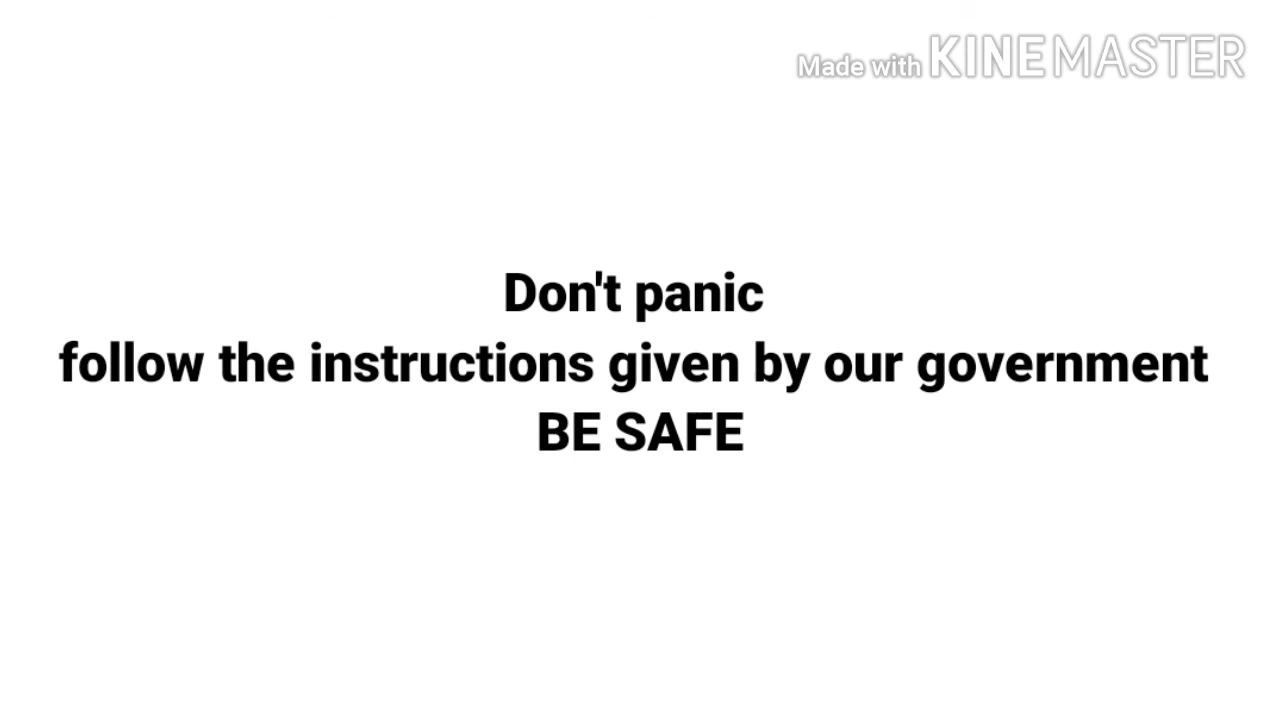 Made with KINEMASTER
Don't panic
follow the instructions given by our government
BE SAFE